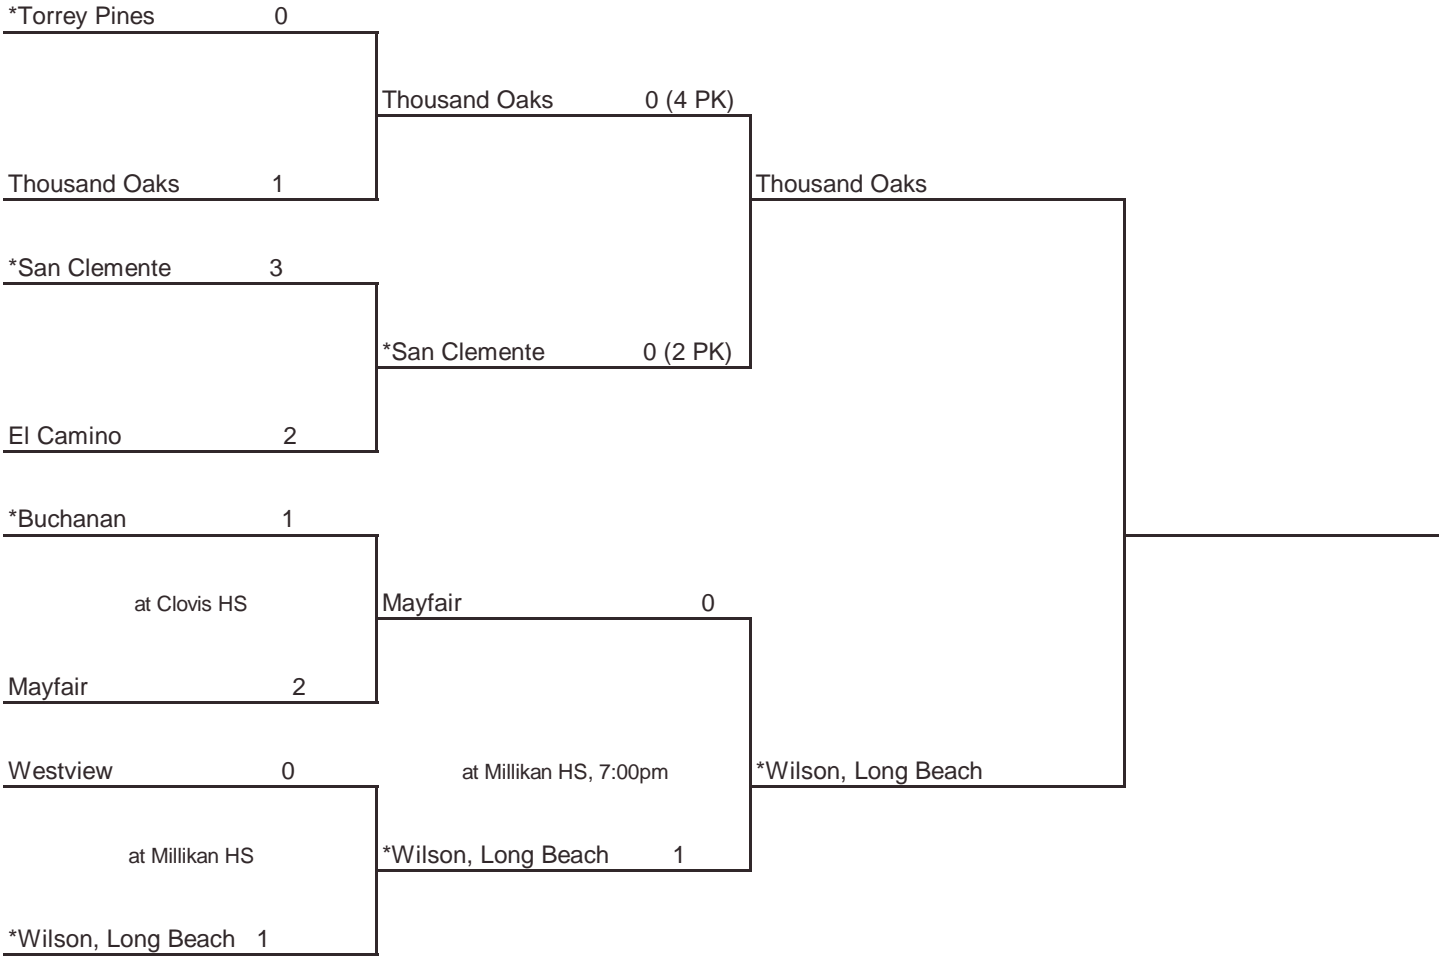 *Torrey Pines 0
Thousand Oaks 0 (4 PK)
Thousand Oaks 1
Thousand Oaks
*San Clemente 3
*San Clemente 0 (2 PK)
El Camino 2
*Buchanan 1
at Clovis HS
Mayfair 0
Mayfair 2
Westview 0
at Millikan HS, 7:00pm
*Wilson, Long Beach
at Millikan HS
*Wilson, Long Beach 1
*Wilson, Long Beach 1